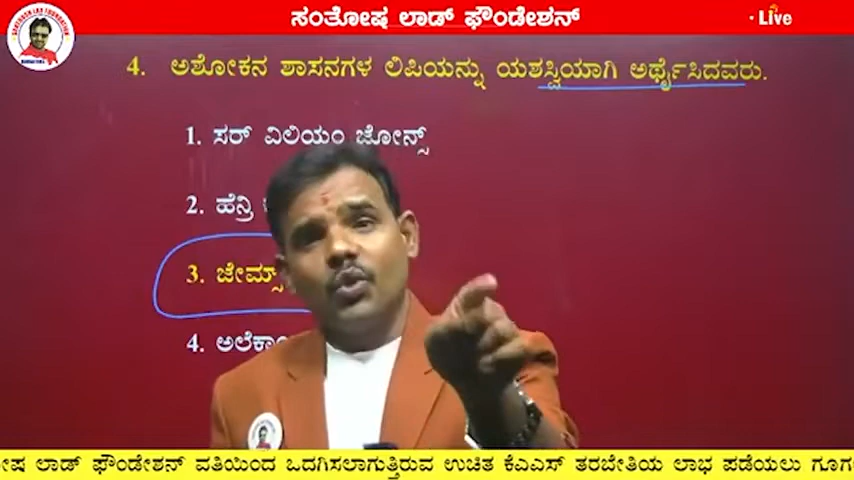 ಸಂತೋಷ ಲಾಡ್ ಫೌಂಡೇಶನ್
Live
4. ಅಶೋಕನ ಶಾಸನಗಳ ಲಿಪಿಯನ್ನು ಯಶಸ್ವಿಯಾಗಿ ಅರ್ಥೈಸಿದವರು.
1. ಸರ್ ವಿಲಿಯಂ ಜೋನ್ಸ್
2. ಹೆನ್ರಿ
3. ಜೇಮ್ಸ್
4.
ಲಾಡ್ ಫೌಂಡೇಶನ್ ವತಿಯಿಂದ ಒದಗಿಸಲಾಗುತ್ತಿರುವ ಉಚಿತ ಕೆಎಎಸ್ ತರಬೇತಿಯ ಲಾಭ ಪಡೆಯಲು